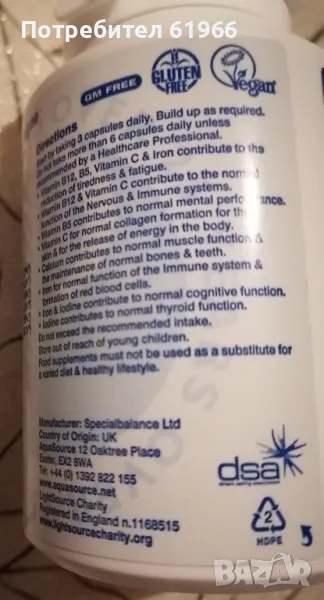 Потребител 61966
GM FREE
GLUTEN FREE
Vegan
Directions
Start by taking 3 capsules daily. Build up as required.
Do not take more than 6 capsules daily unless
recommended by a Healthcare Professional.
• Vitamin B12, B5, Vitamin C & Iron contribute to the
reduction of tiredness & fatigue.
• Vitamin B12 & Vitamin C contribute to the normal
function of the Nervous & Immune systems.
• Vitamin B5 contributes to normal mental performance.
• Vitamin C for normal collagen formation for the
skin & for the release of energy in the body.
• Calcium contributes to normal muscle function &
the maintenance of normal bones & teeth.
• Iron for normal function of the Immune system &
formation of red blood cells.
• Iron & Iodine contribute to normal cognitive function.
• Iodine contributes to normal thyroid function.
Do not exceed the recommended intake.
Store out of reach of young children.
Food supplements must not be used as a substitute for
a varied diet & healthy lifestyle.
Manufacturer: Specialbalance Ltd
Country of Origin: UK
AquaSource 12 Oaktree Place
Exeter, EX2 8WA
Tel: +44 (0) 1392 822 155
www.aquasource.net
LightSource Charity
Registered in England n.1168515
www.lightsourcecharity.org
dsa
2
HDPE
BAZAR